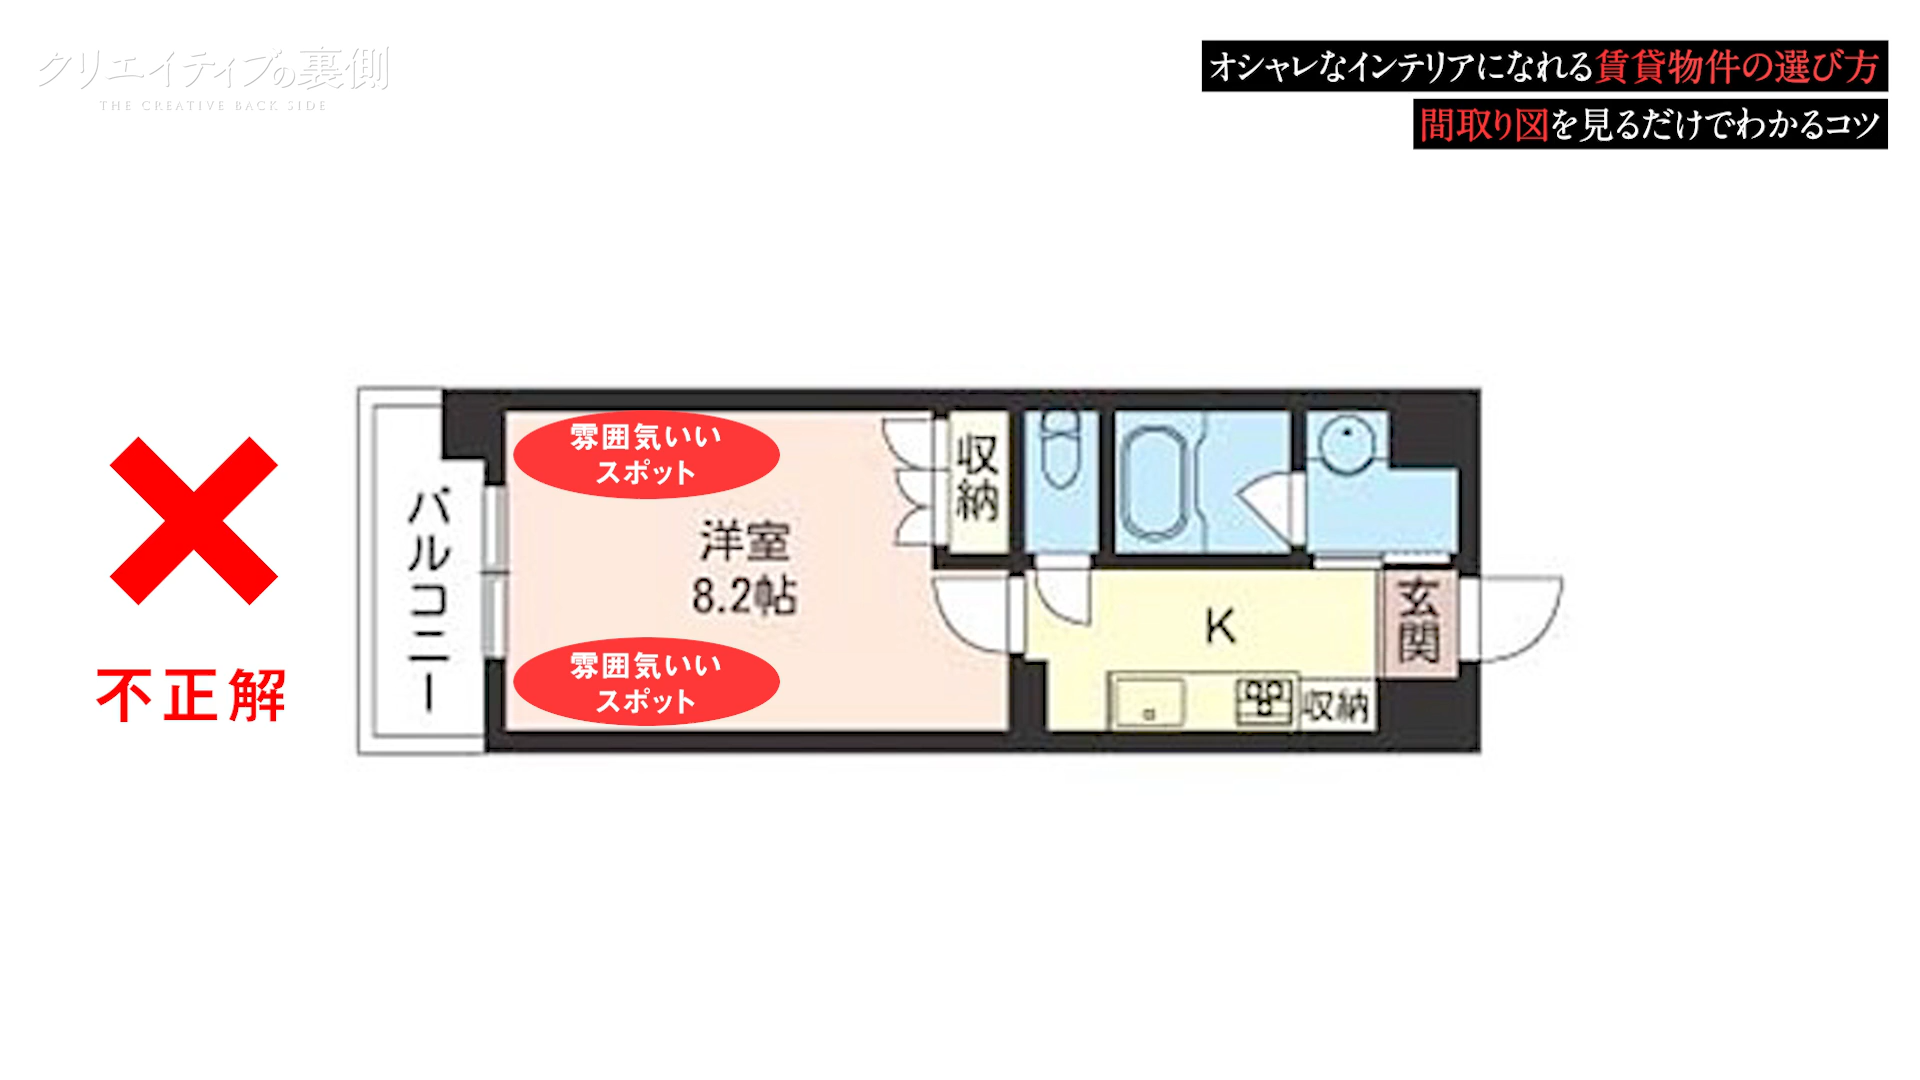 クリエイティブの裏側
THE CREATIVE BACK SIDE
オシャレなインテリアになれる賃貸物件の選び方
間取り図を見るだけでわかるコツ
不正解
バルコニー
雰囲気いい
スポット
洋室
8.2帖
雰囲気いい
スポット
収納
K
収納
玄関